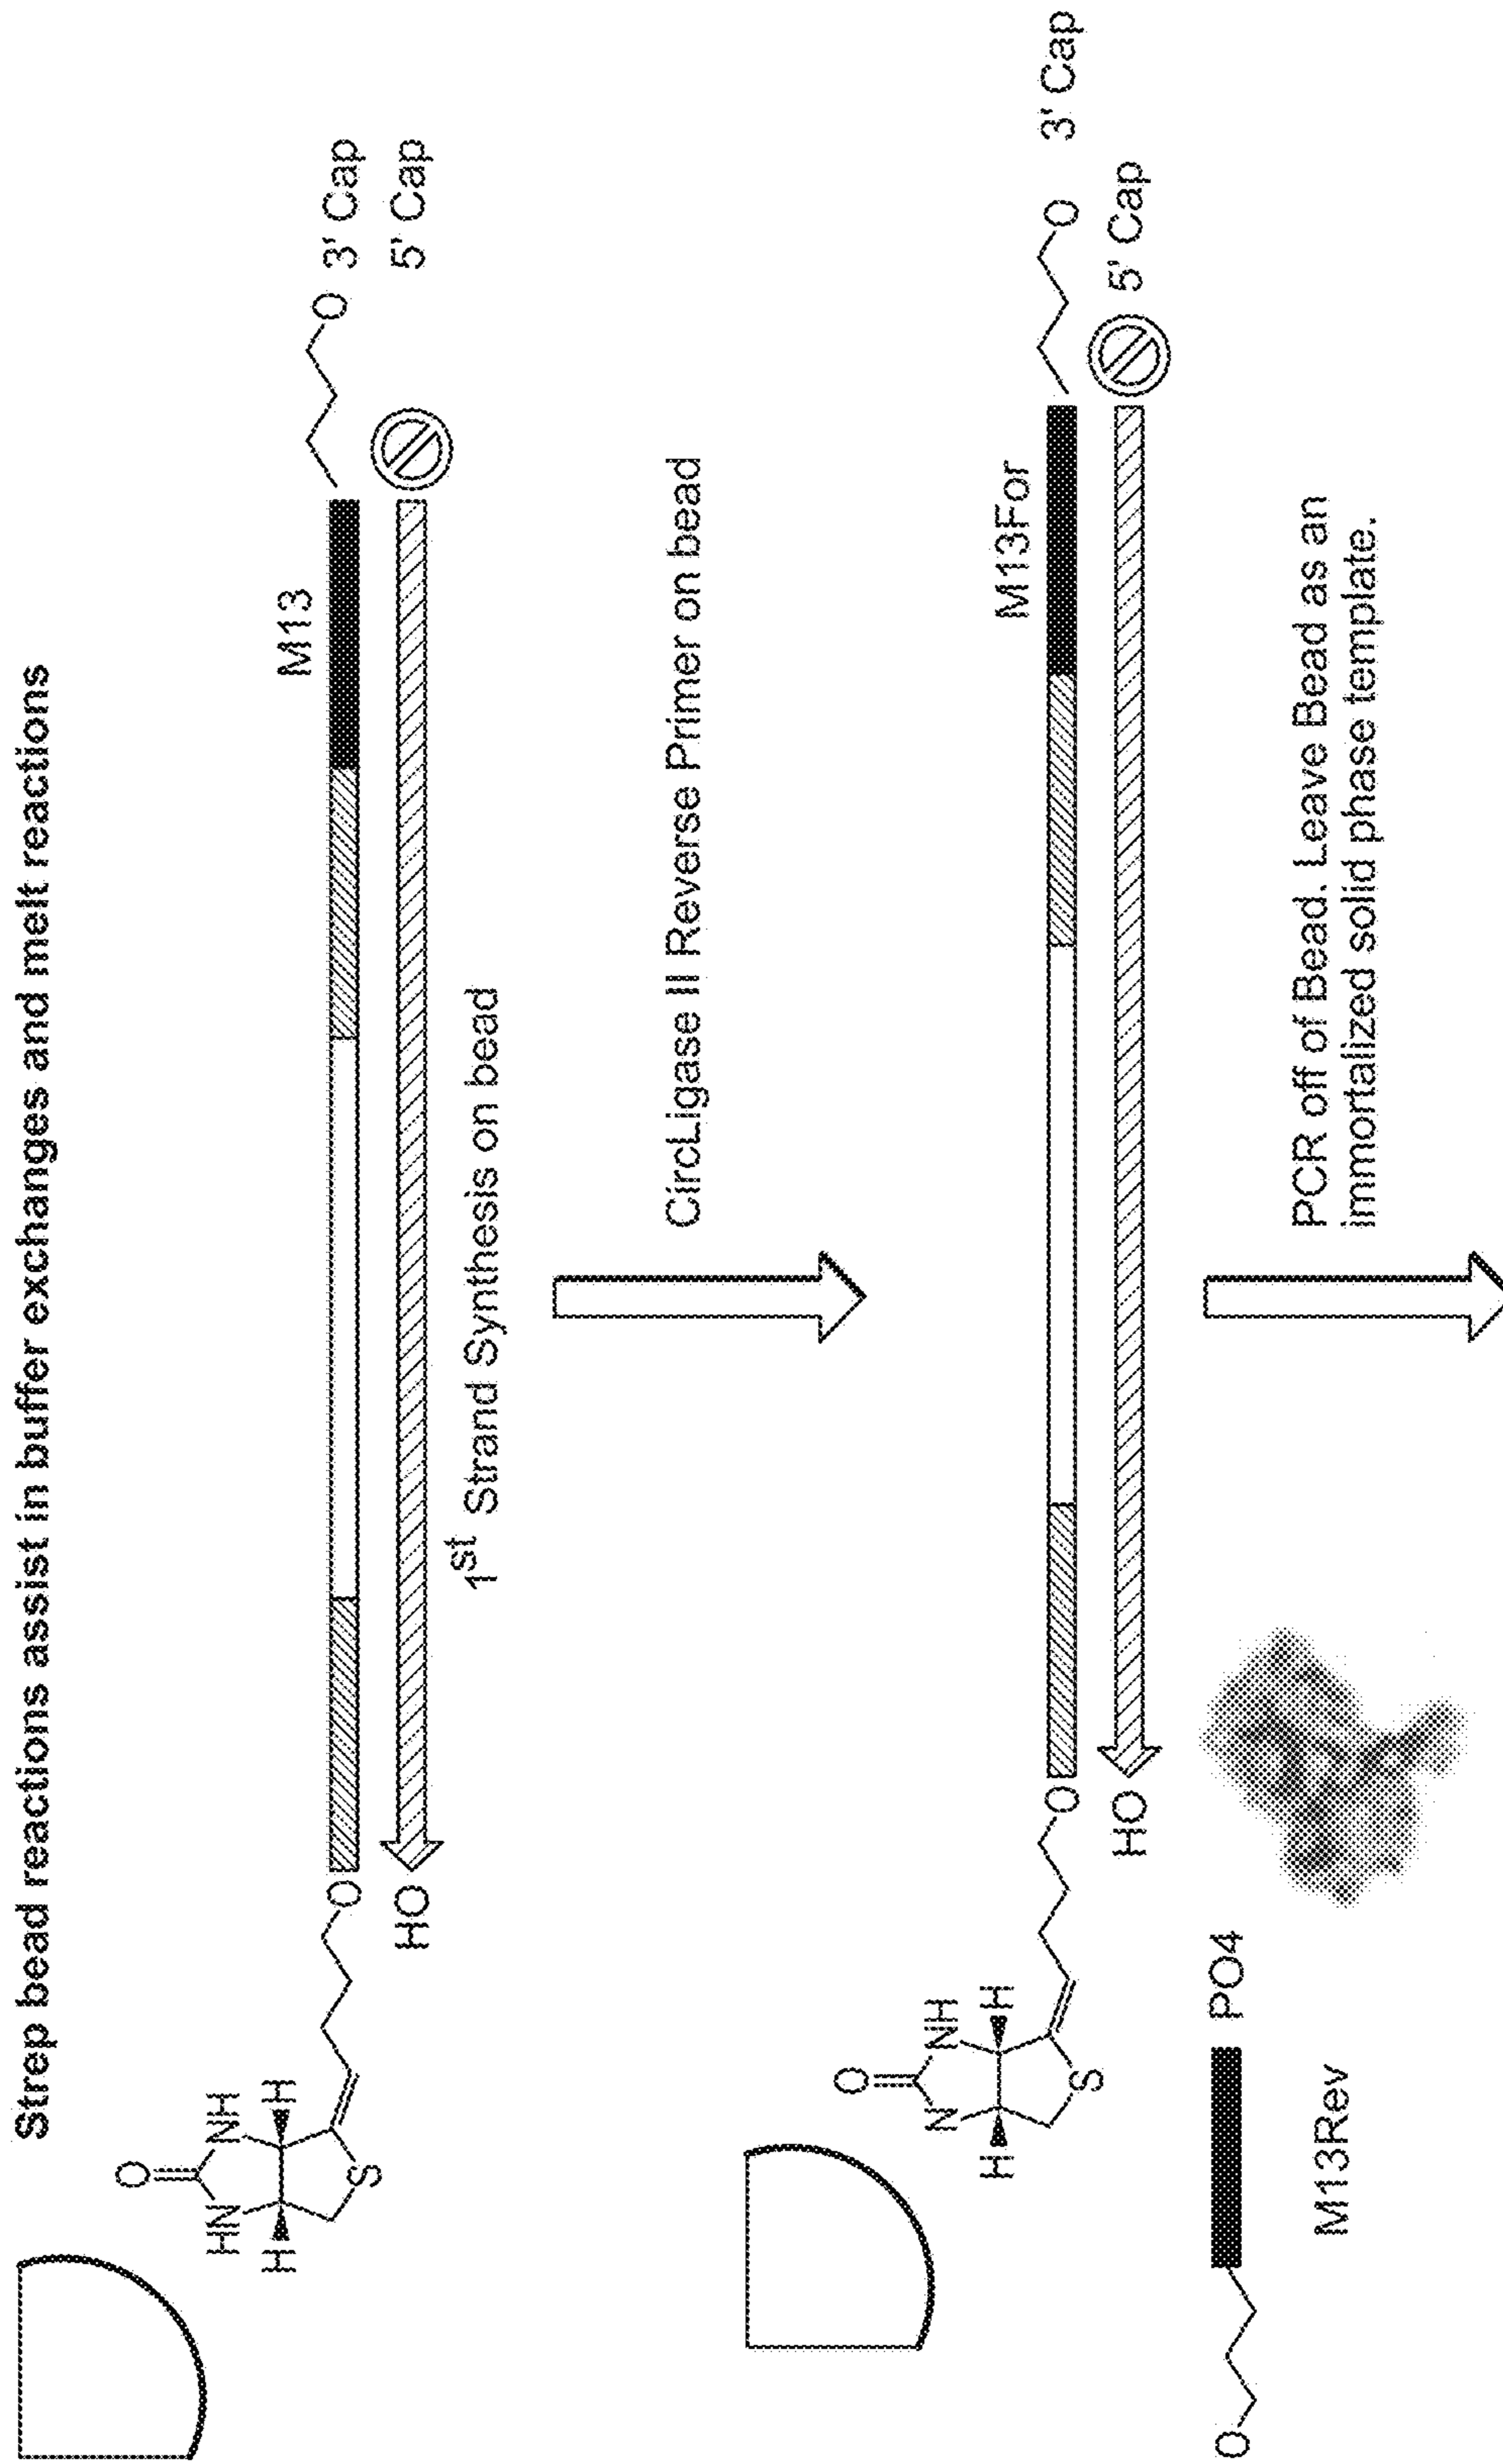 Strep bead reactions assist in buffer exchanges and melt reactions
O
HN
NH
H
H
S
O
HO
M13
O
3' Cap
5' Cap
1st Strand Synthesis on bead
CircLigase II Reverse Primer on bead
O
N
NH
H
H
S
O
HO
M13For
O
3' Cap
5' Cap
O
PO4
M13Rev
PCR off of Bead. Leave Bead as an
immortalized solid phase template.